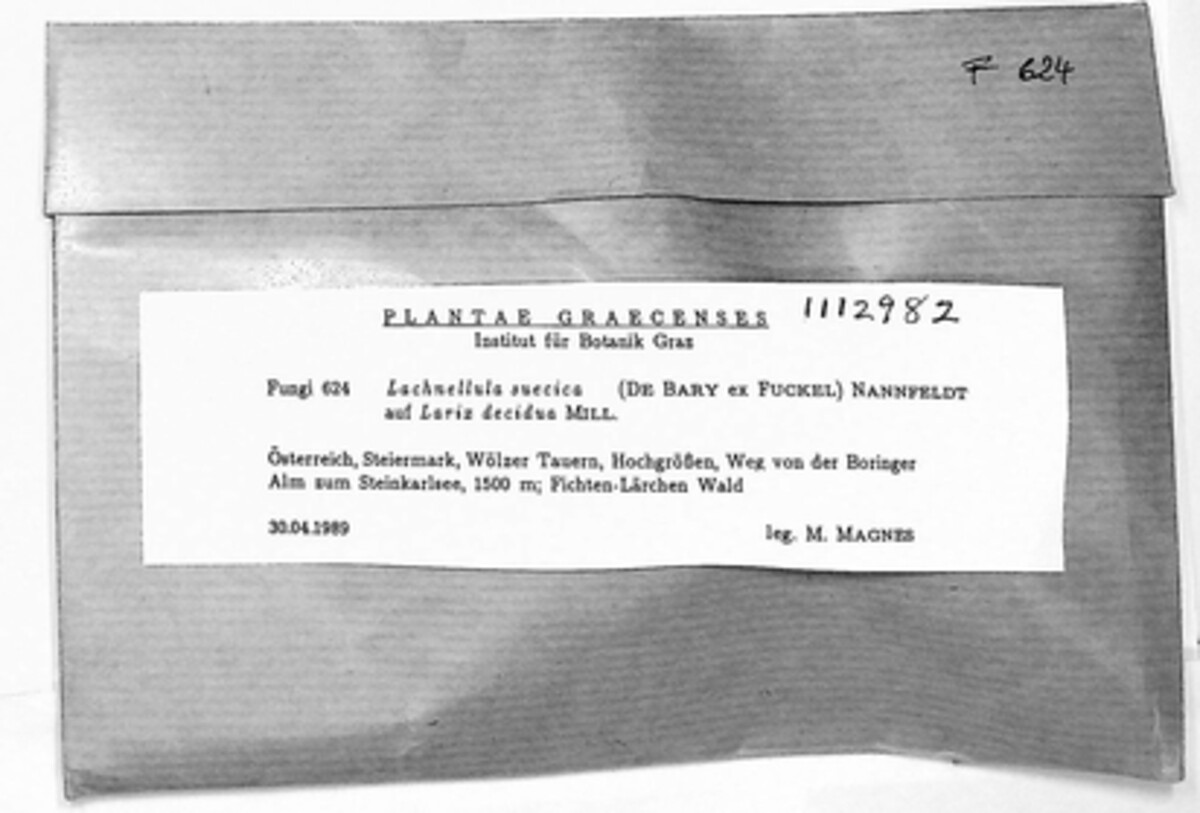 F 624
PLANTAE GRAECENSES 1112982
Institut für Botanik Graz
Fungi 624 Lachnellula suecica (DE BARY ex FUCKEL) NANNFELDT
auf Larix decidua MILL.
Österreich, Steiermark, Wölzer Tauern, Hochgrößen, Weg von der Boringer
Alm zum Steinkarlsee, 1500 m; Fichten-Lärchen Wald
30.04.1989 leg. M. MAGNES